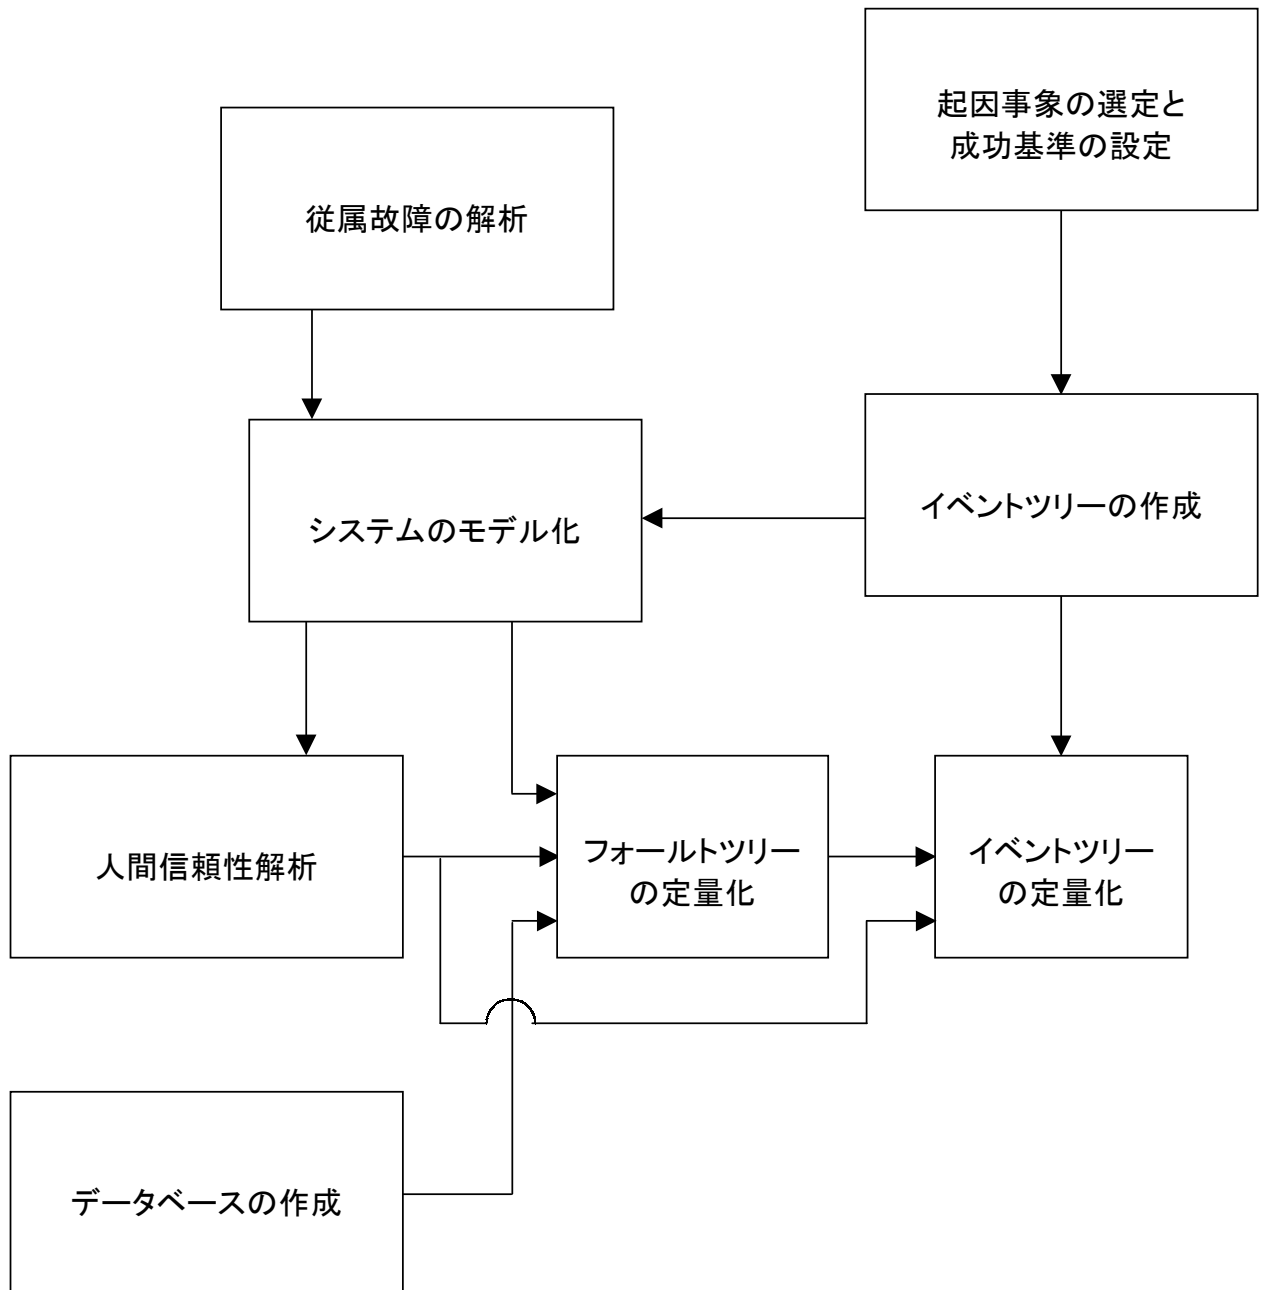 起因事象の選定と
成功基準の設定
従属故障の解析
イベントツリーの作成
システムのモデル化
人間信頼性解析
フォールトツリー
の定量化
イベントツリー
の定量化
データベースの作成